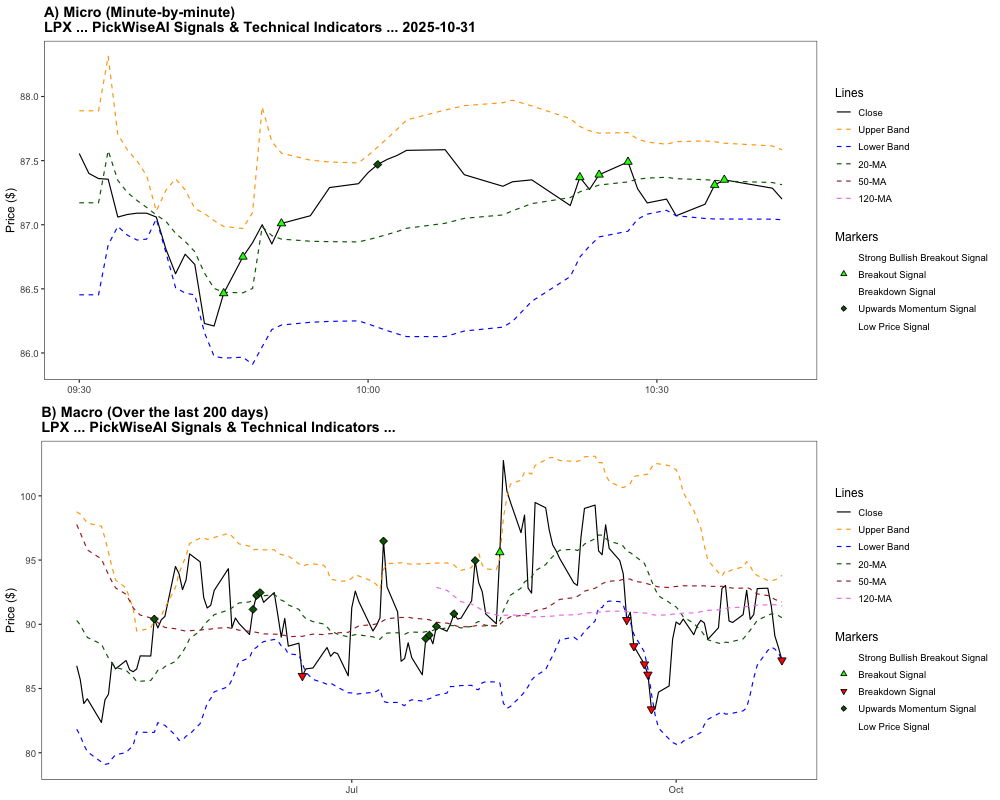 A) Micro (Minute-by-minute)
LPX ... PickWiseAI Signals & Technical Indicators ... 2025-10-31
Price ($)
88.0
87.5
87.0
86.5
86.0
09:30
10:00
10:30
Lines
Close
Upper Band
Lower Band
20-MA
50-MA
120-MA
Markers
Strong Bullish Breakout Signal
Breakout Signal
Breakdown Signal
Upwards Momentum Signal
Low Price Signal
B) Macro (Over the last 200 days)
LPX ... PickWiseAI Signals & Technical Indicators ...
Price ($)
100
95
90
85
80
Jul
Oct
Lines
Close
Upper Band
Lower Band
20-MA
50-MA
120-MA
Markers
Strong Bullish Breakout Signal
Breakout Signal
Breakdown Signal
Upwards Momentum Signal
Low Price Signal